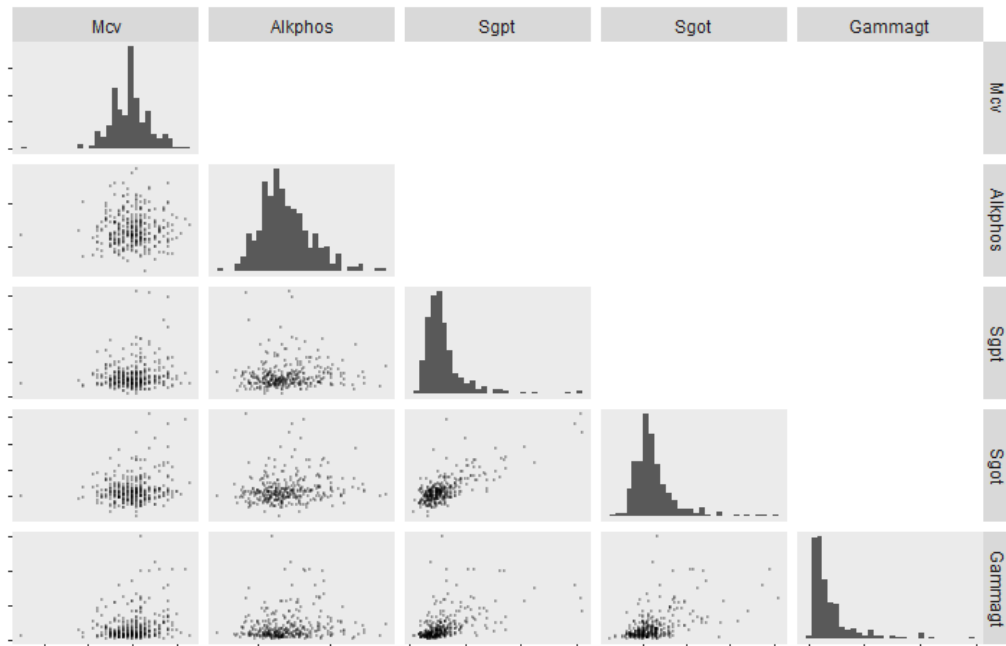 Mcv Alkphos Sgpt Sgot Gammagt
Mcv
Alkphos
Sgpt
Sgot
Gammagt